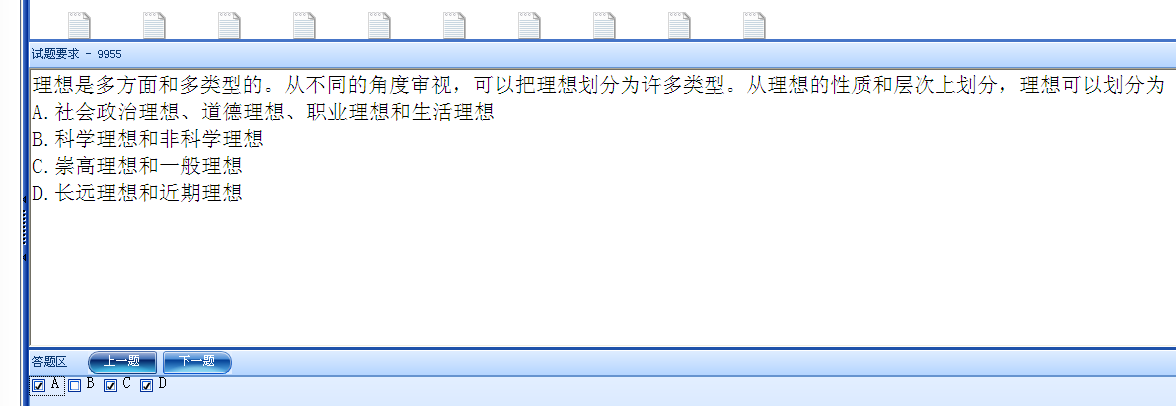 试题要求 - 9955
理想是多方面和多类型的。从不同的角度审视，可以把理想划分为许多类型。从理想的性质和层次上划分，理想可以划分为
A.社会政治理想、道德理想、职业理想和生活理想
B.科学理想和非科学理想
C.崇高理想和一般理想
D.长远理想和近期理想
答题区 上一题 下一题
A B C D